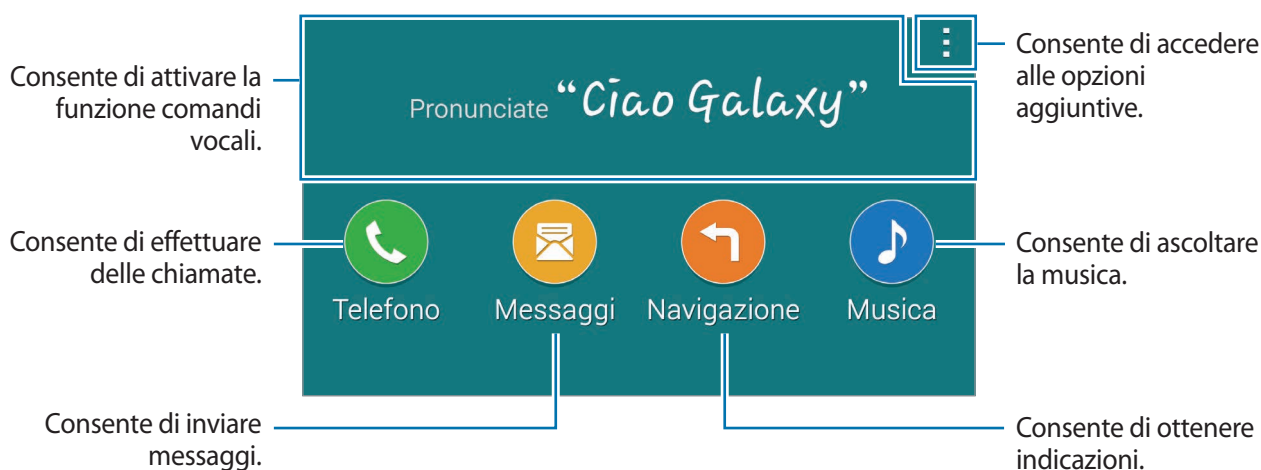 Consente di attivare la
funzione comandi
vocali.
Pronunciate “Ciao Galaxy”
Consente di accedere
alle opzioni
aggiuntive.
Consente di effettuare
delle chiamate.
Telefono Messaggi Navigazione Musica
Consente di ascoltare
la musica.
Consente di inviare
messaggi.
Consente di ottenere
indicazioni.